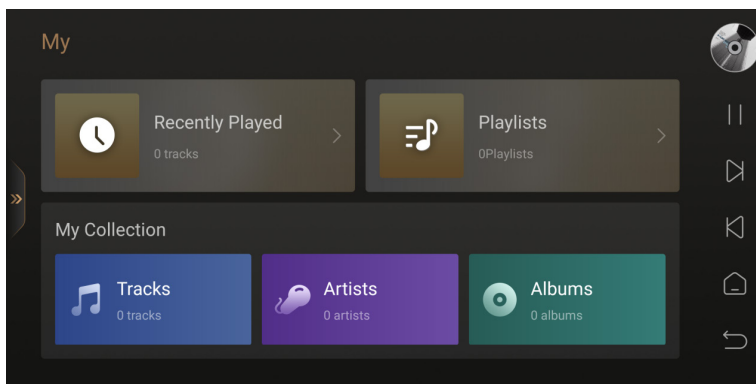 My
Recently Played
0 tracks
Playlists
0Playlists
My Collection
Tracks
0 tracks
Artists
0 artists
Albums
0 albums